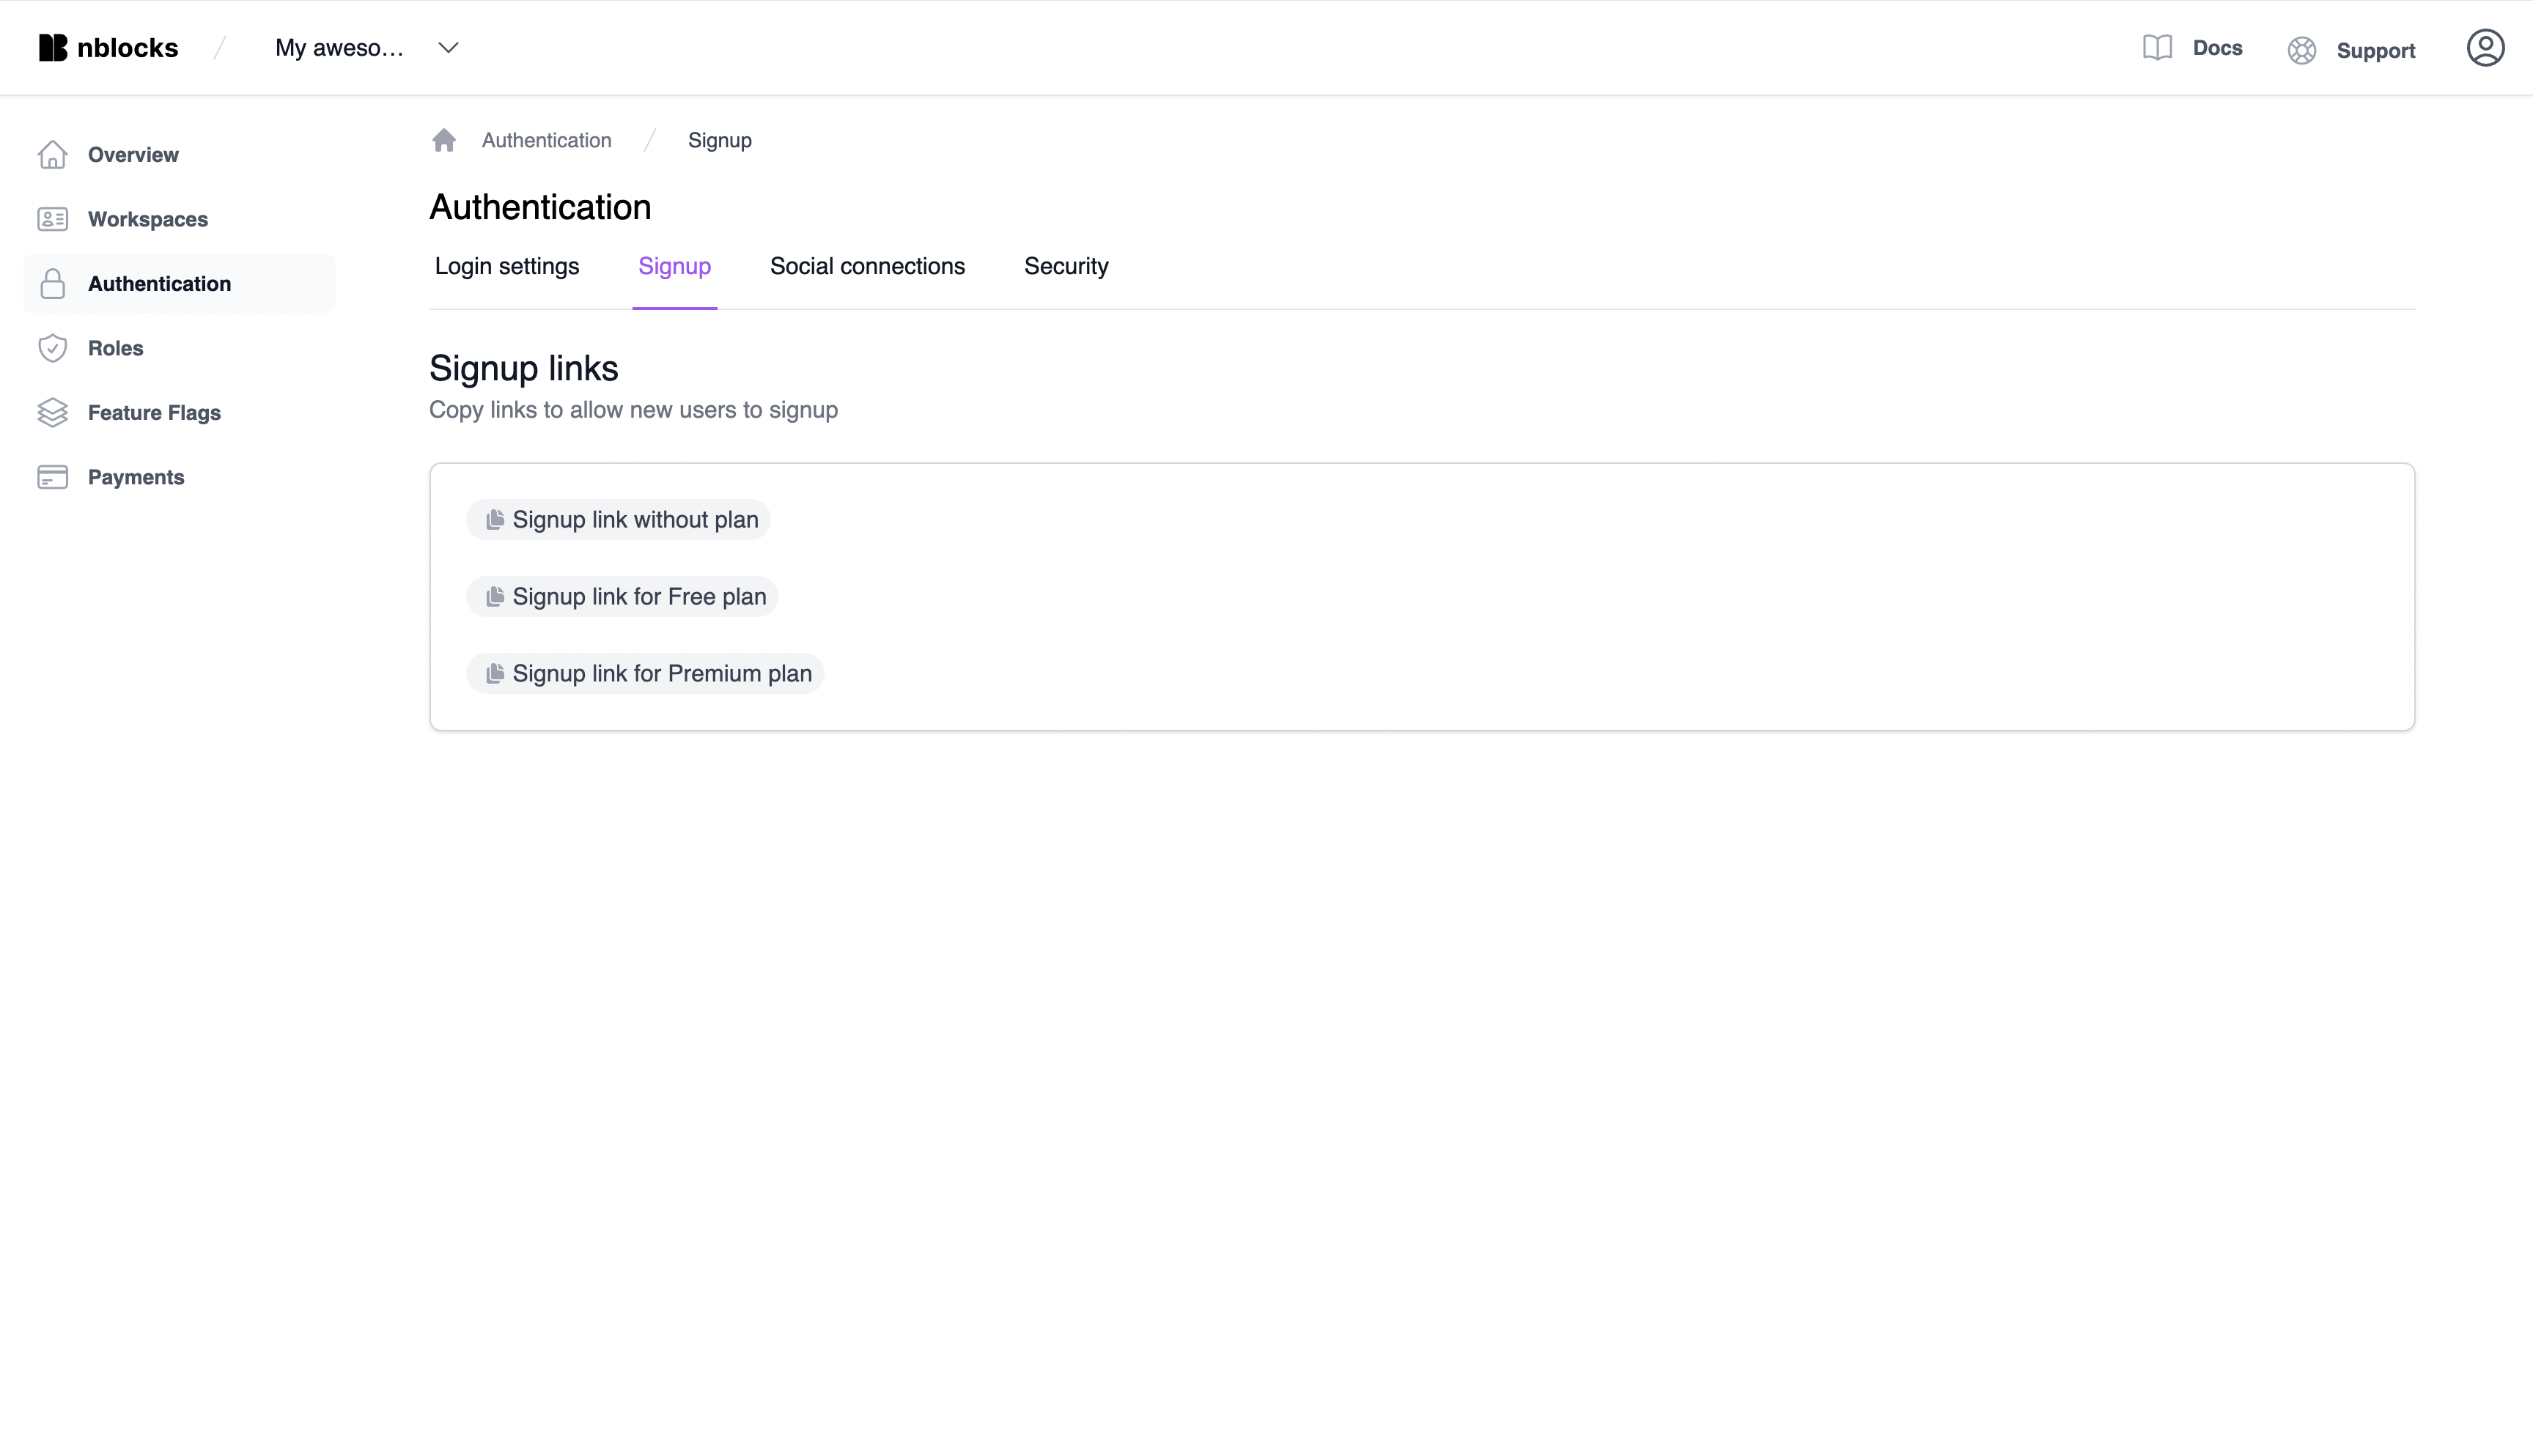 nblocks
My aweso...
Docs
Support
Overview
Workspaces
Authentication
Roles
Feature Flags
Payments
Authentication / Signup
Authentication
Login settings
Signup
Social connections
Security
Signup links
Copy links to allow new users to signup
Signup link without plan
Signup link for Free plan
Signup link for Premium plan